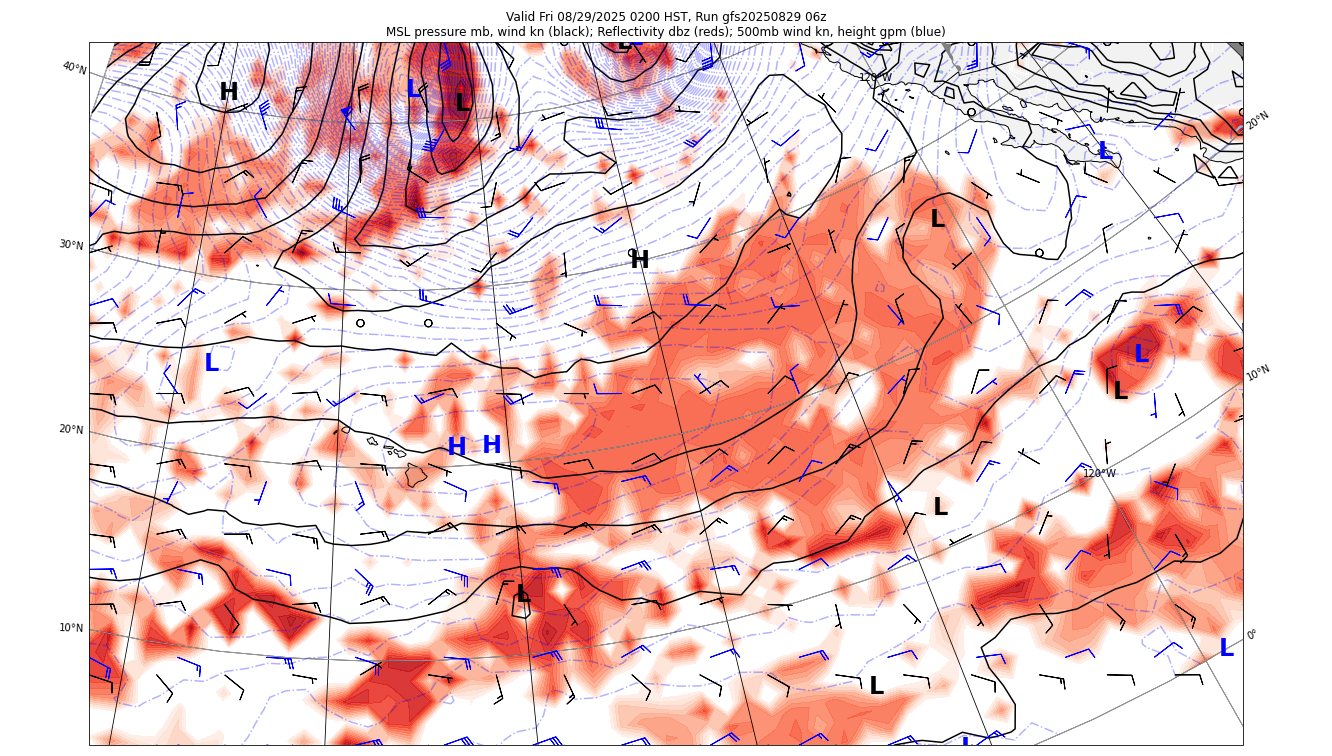 Valid Fri 08/29/2025 0200 HST, Run gfs20250829 06z
MSL pressure mb, wind kn (black); Reflectivity dbz (reds); 500mb wind kn, height gpm (blue)
L
40°N
120°W
H
L
L
20°N
L
L
30°N
H
L
L
10°N
L
20°N
H H
120°W
L
L
10°N
0°
L
L
L